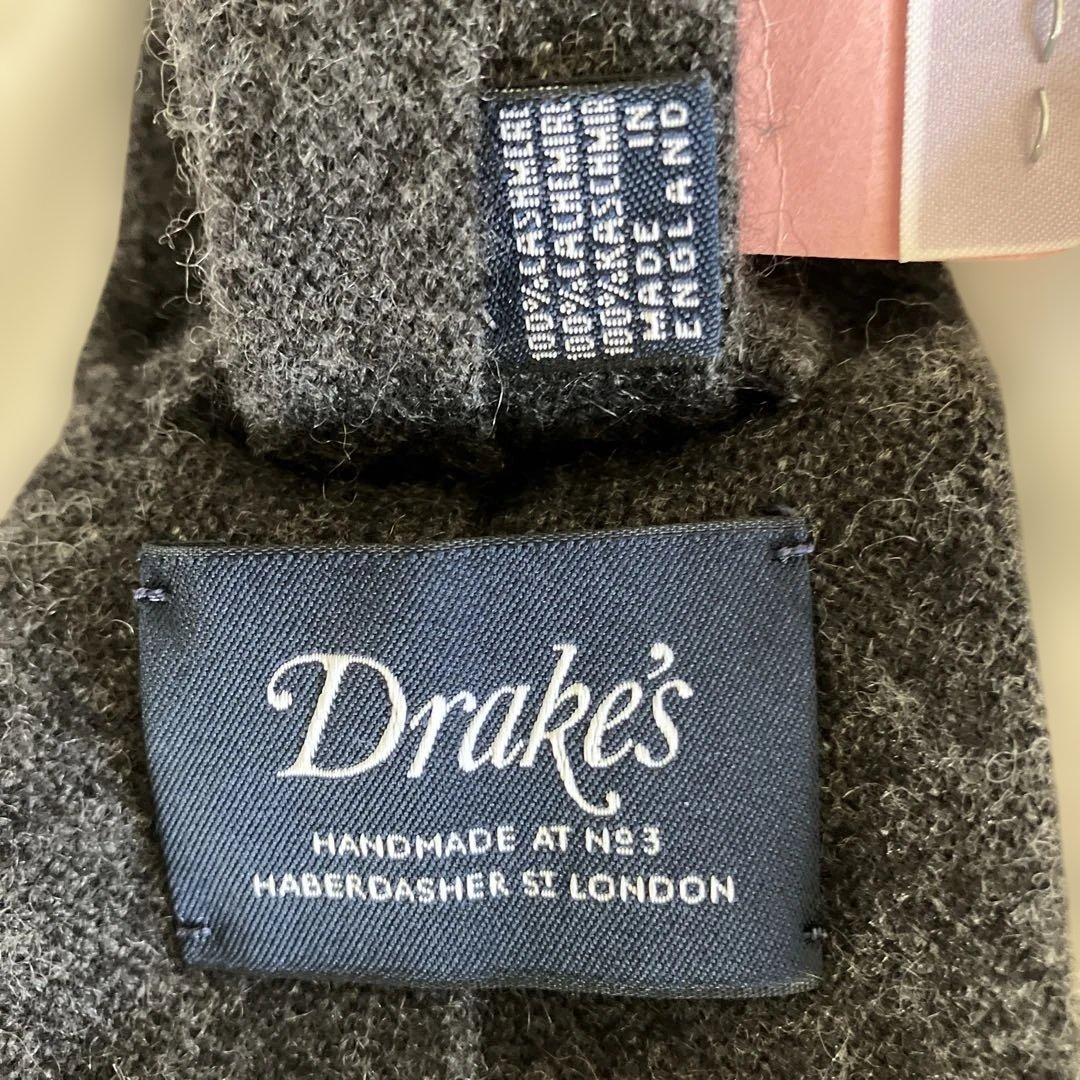 100% CASHMERE
100% CACHEMIRE
100% KASCHMIR
MADE IN
ENGLAND
Drake's
HANDMADE AT Nº3
HABERDASHER ST LONDON